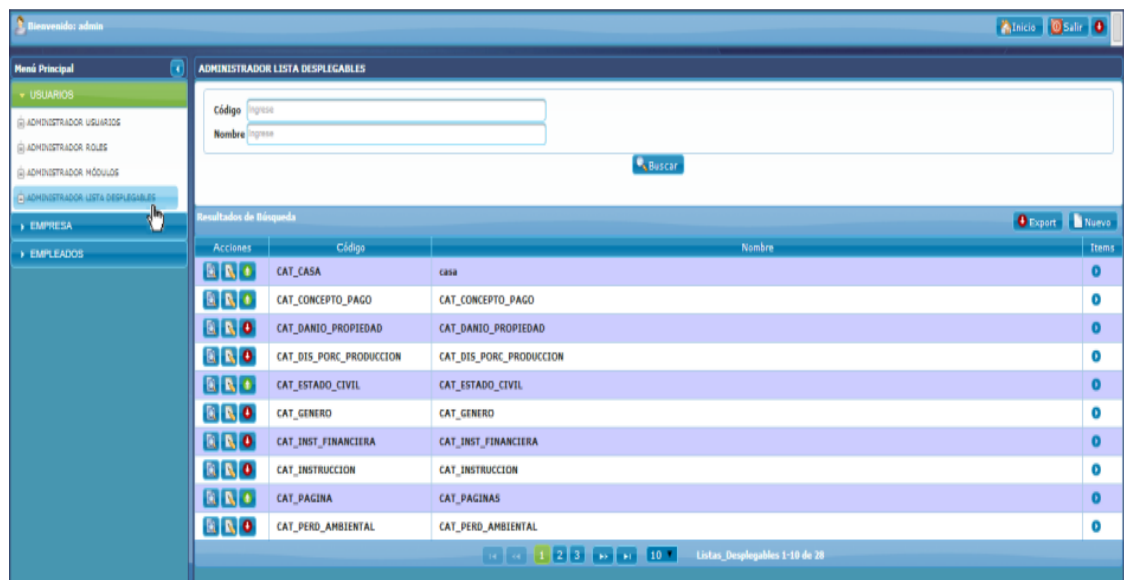 Bienvenido: admin
Inicio
Salir
Menú Principal
ADMINISTRADOR LISTA DESPLEGABLES
USUARIOS
ADMINISTRADOR USUARIOS
ADMINISTRADOR ROLES
ADMINISTRADOR MÓDULOS
ADMINISTRADOR LISTA DESPLEGABLES
EMPRESA
EMPLEADOS
Código Ingrese
Nombre Ingrese
Buscar
Resultados de Búsqueda
Export
Nuevo
Acciones Código Nombre Items
CAT_CASA casa
CAT_CONCEPTO_PAGO CAT_CONCEPTO_PAGO
CAT_DANIO_PROPIEDAD CAT_DANIO_PROPIEDAD
CAT_DIS_PORC_PRODUCCION CAT_DIS_PORC_PRODUCCION
CAT_ESTADO_CIVIL CAT_ESTADO_CIVIL
CAT_GENERO CAT_GENERO
CAT_INST_FINANCIERA CAT_INST_FINANCIERA
CAT_INSTRUCCION CAT_INSTRUCCION
CAT_PAGINA CAT_PAGINAS
CAT_PERD_AMBIENTAL CAT_PERD_AMBIENTAL
1 2 3 10 Listas_Desplegables 1-10 de 28